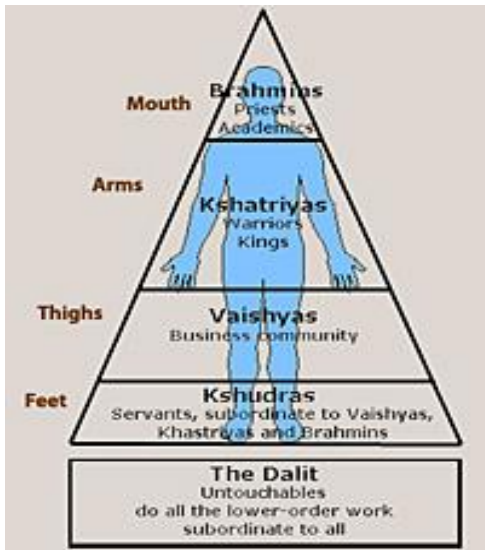 Mouth
Brahmins
Priests
Academics
Arms
Kshatriyas
Warriors
Kings
Thighs
Vaishyas
Business community
Feet
Kshudras
Servants, subordinate to Vaishyas,
Khastriyas and Brahmins
The Dalit
Untouchables
do all the lower-order work
subordinate to all